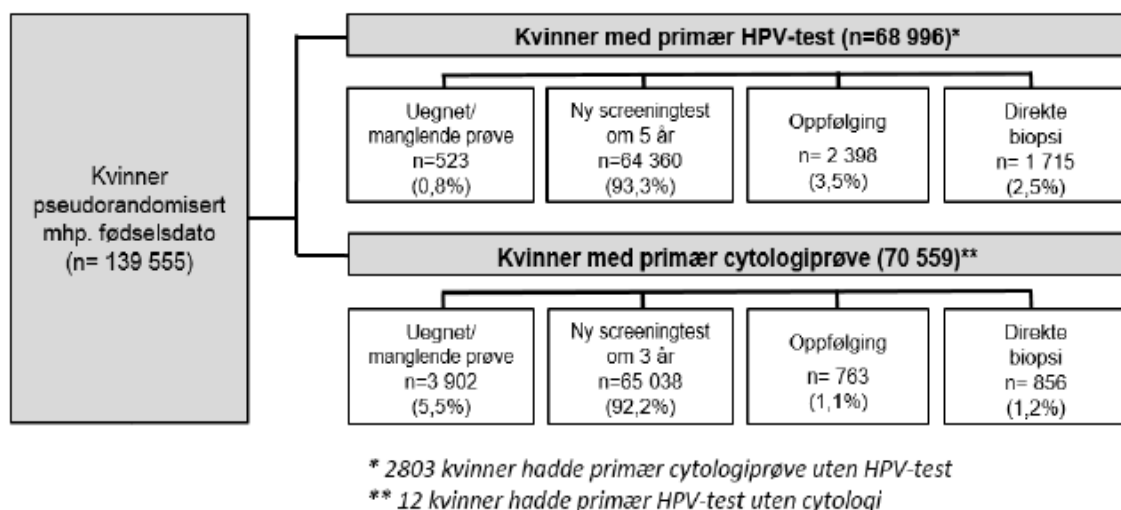 Kvinner
pseudorandomisert
mhp. fødselsdato
(n= 139 555)
Kvinner med primær HPV-test (n=68 996)*
Uegnet/
manglende prøve
n=523
(0,8%)
Ny screeningtest
om 5 år
n=64 360
(93,3%)
Oppfølging
n= 2 398
(3,5%)
Direkte
biopsi
n= 1 715
(2,5%)
Kvinner med primær cytologiprøve (70 559)**
Uegnet/
manglende prøve
n=3 902
(5,5%)
Ny screeningtest
om 3 år
n=65 038
(92,2%)
Oppfølging
n= 763
(1,1%)
Direkte
biopsi
n= 856
(1,2%)
* 2803 kvinner hadde primær cytologiprøve uten HPV-test
** 12 kvinner hadde primær HPV-test uten cytologi